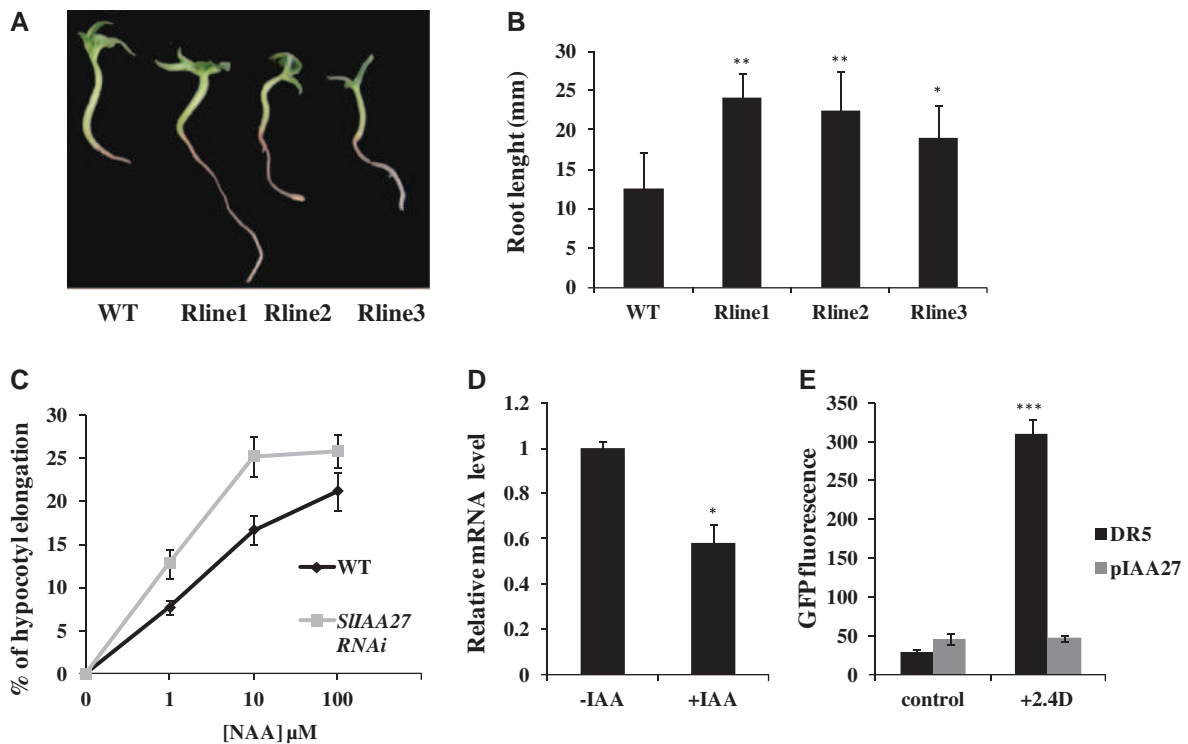 A
WT Rline1 Rline2 Rline3
B
Root lenght (mm)
30
25
20
15
10
5
0
** ** *
WT Rline1 Rline2 Rline3
C
% of hypocotyl elongation
30
25
20
15
10
5
0
0 1 10 100
[NAA] µM
WT
SlIAA27
RNAi
D
Relative mRNA level
1.2
1
0.8
0.6
0.4
0.2
0
*
-IAA +IAA
E
GFP fluorescence
350
300
250
200
150
100
50
0
***
control +2.4D
DR5
pIAA27